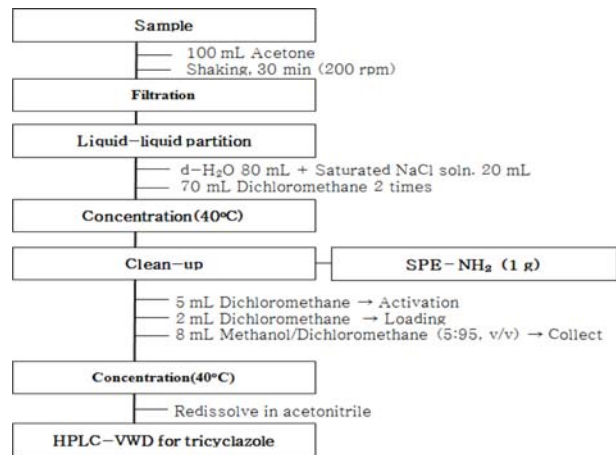 Sample
100 mL Acetone
Shaking, 30 min (200 rpm)
Filtration
Liquid-liquid partition
d-H₂O 80 mL + Saturated NaCl soln. 20 mL
70 mL Dichloromethane 2 times
Concentration(40℃)
Clean-up
SPE-NH₂ (1 g)
5 mL Dichloromethane → Activation
2 mL Dichloromethane → Loading
8 mL Methanol/Dichloromethane (5:95, v/v) → Collect
Concentration(40℃)
Redissolve in acetonitrile
HPLC-VWD for tricyclazole